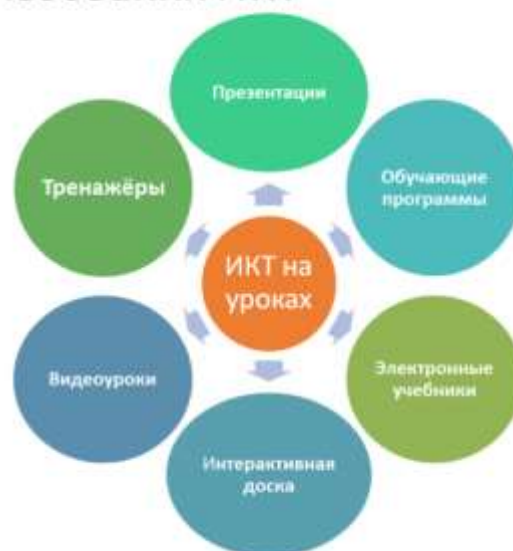 Презентации
Обучающие
программы
Электронные
учебники
Интерактивная
доска
Видеоуроки
Тренажёры
ИКТ на
уроках